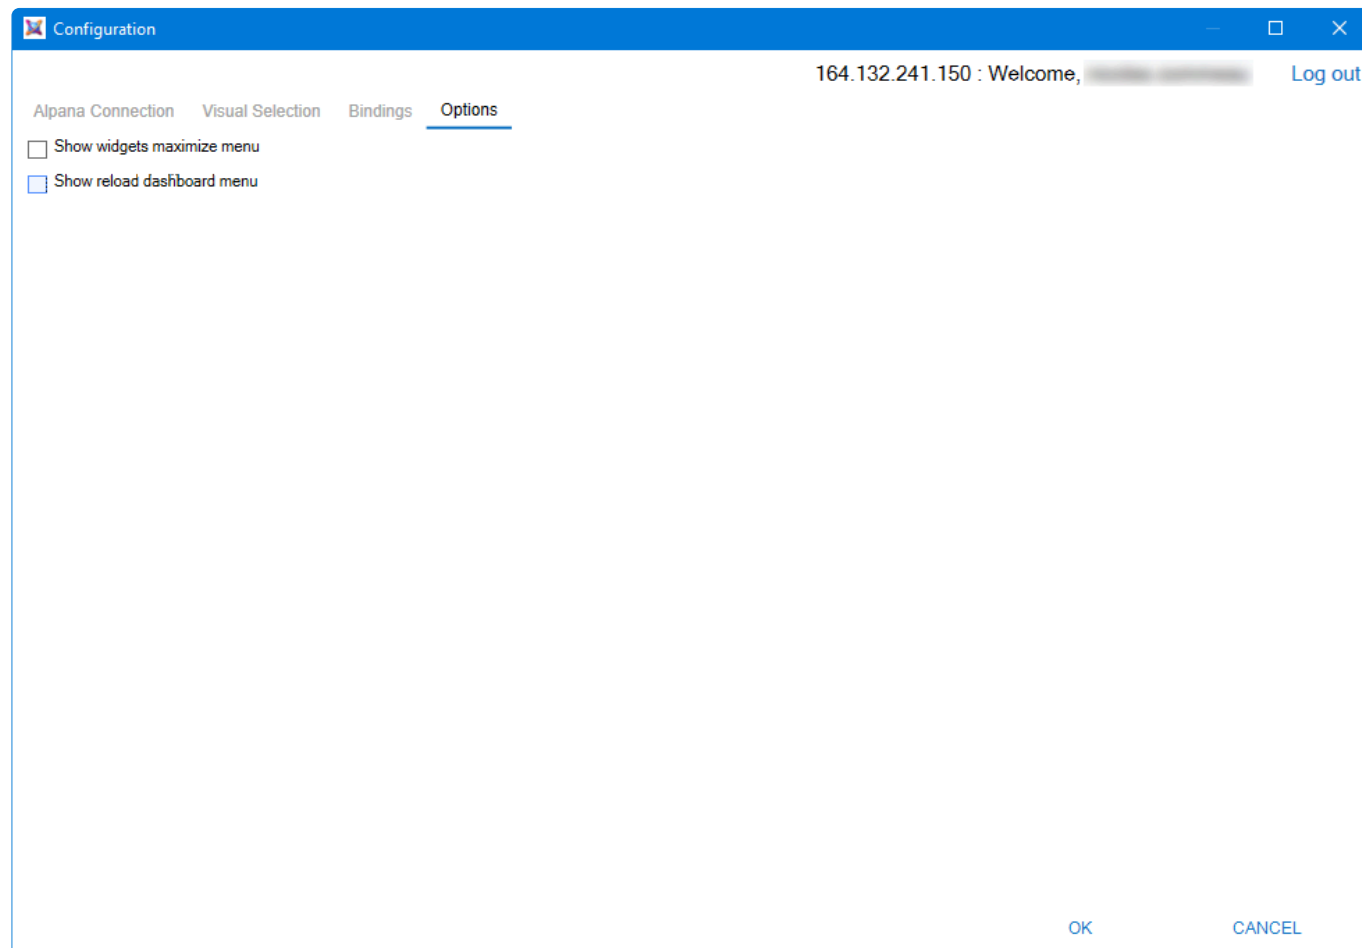 Configuration
164.132.241.150 : Welcome,
Log out
Alpana Connection Visual Selection Bindings Options
Show widgets maximize menu
Show reload dashboard menu
OK CANCEL